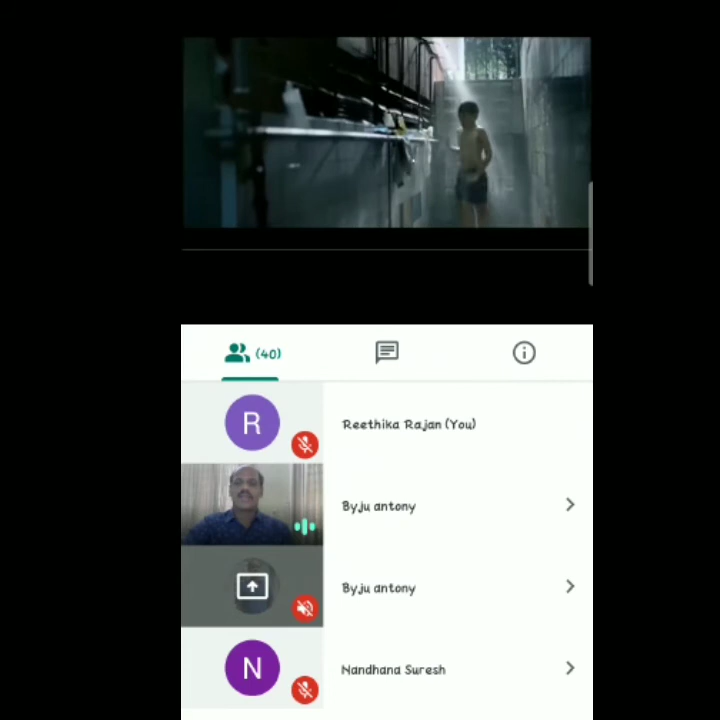 (40)
R
Reethika Rajan (You)
Byju antony
Byju antony
N
Nandhana Suresh